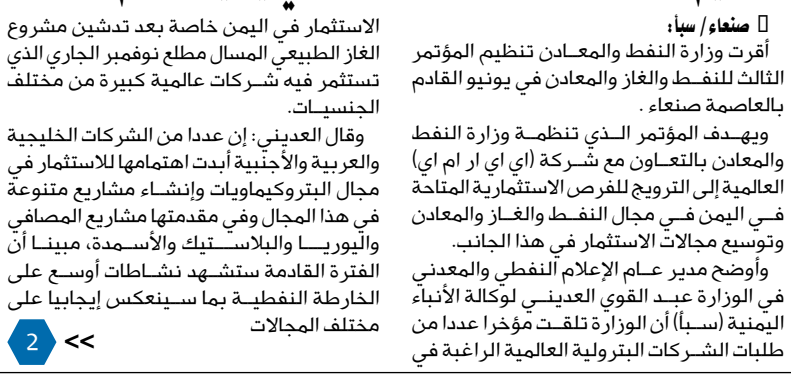 صنعاء/ سبأ:
أقرت وزارة النفط والمعادن تنظيم المؤتمر
الثالث للنفط والغاز والمعادن في يونيو القادم
بالعاصمة صنعاء .
ويهدف المؤتمر الذي تنظمة وزارة النفط
والمعادن بالتعاون مع شركة (اي اي ار ام اي)
العالمية إلى الترويج للفرص الاستثمارية المتاحة
في اليمن في مجال النفط والغاز والمعادن
وتوسيع مجالات الاستثمار في هذا الجانب.
وأوضح مدير عام الإعلام النفطي والمعدني
في الوزارة عبد القوي العديني لوكالة الأنباء
اليمنية (سبأ) أن الوزارة تلقت مؤخرا عددا من
طلبات الشركات البترولية العالمية الراغبة في
الاستثمار في اليمن خاصة بعد تدشين مشروع
الغاز الطبيعي المسال مطلع نوفمبر الجاري الذي
تستثمر فيه شركات عالمية كبيرة من مختلف
الجنسيات.
وقال العديني: إن عددا من الشركات الخليجية
والعربية والأجنبية أبدت اهتمامها للاستثمار في
مجال البتروكيماويات وإنشاء مشاريع متنوعة
في هذا المجال وفي مقدمتها مشاريع المصافي
واليوريا والبلاستيك والأسمدة، مبينا أن
الفترة القادمة ستشهد نشاطات أوسع على
الخارطة النفطية بما سينعكس إيجابيا على
مختلف المجالات
>> 2